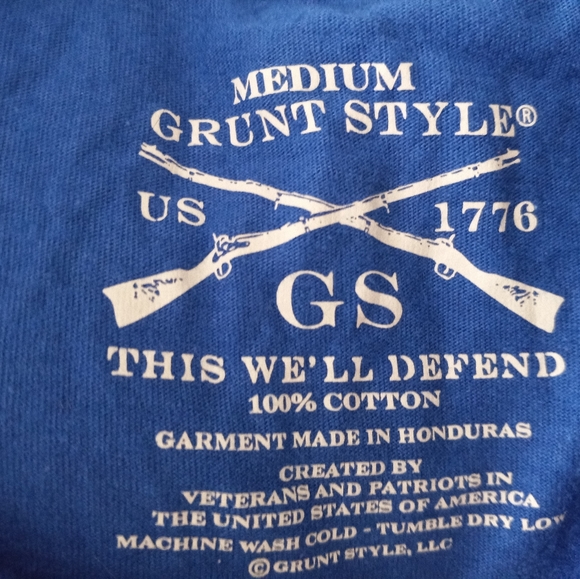 MEDIUM
GRUNT STYLE®
US 1776
GS
THIS WE'LL DEFEND
100% COTTON
GARMENT MADE IN HONDURAS
CREATED BY
VETERANS AND PATRIOTS IN
THE UNITED STATES OF AMERICA
MACHINE WASH COLD - TUMBLE DRY LOW
© GRUNT STYLE, LLC